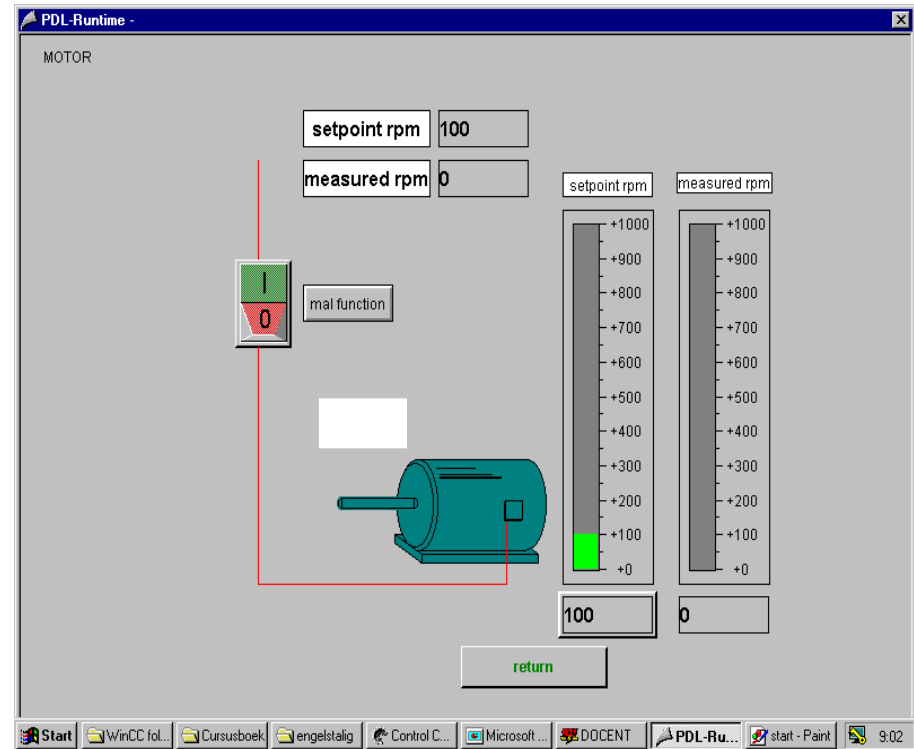 PDL-Runtime -
MOTOR
setpoint rpm 100
measured rpm 0
setpoint rpm measured rpm
+1000 +1000
+900 +900
+800 +800
+700 +700
+600 +600
+500 +500
+400 +400
+300 +300
+200 +200
+100 +100
+0 +0
I
mal function
0
100 0
return
Start WinCC fol... Cursusboek engelstalig Control C... Microsoft ... DOCENT PDL-Ru... start - Paint 9:02